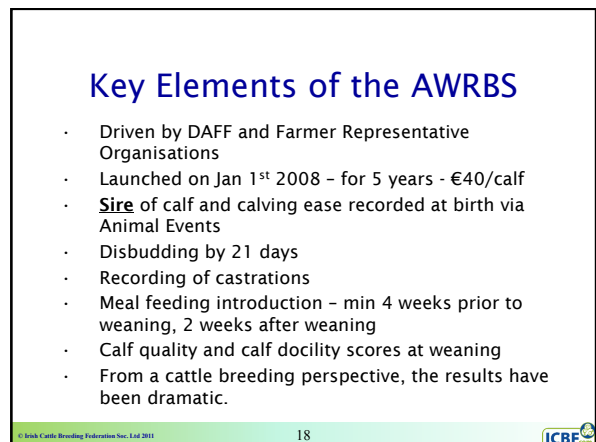 Key Elements of the AWRBS
· Driven by DAFF and Farmer Representative
Organisations
· Launched on Jan 1st 2008 – for 5 years - €40/calf
· Sire of calf and calving ease recorded at birth via
Animal Events
· Disbudding by 21 days
· Recording of castrations
· Meal feeding introduction – min 4 weeks prior to
weaning, 2 weeks after weaning
· Calf quality and calf docility scores at weaning
· From a cattle breeding perspective, the results have
been dramatic.
© Irish Cattle Breeding Federation Soc. Ltd 2011
18
ICBF